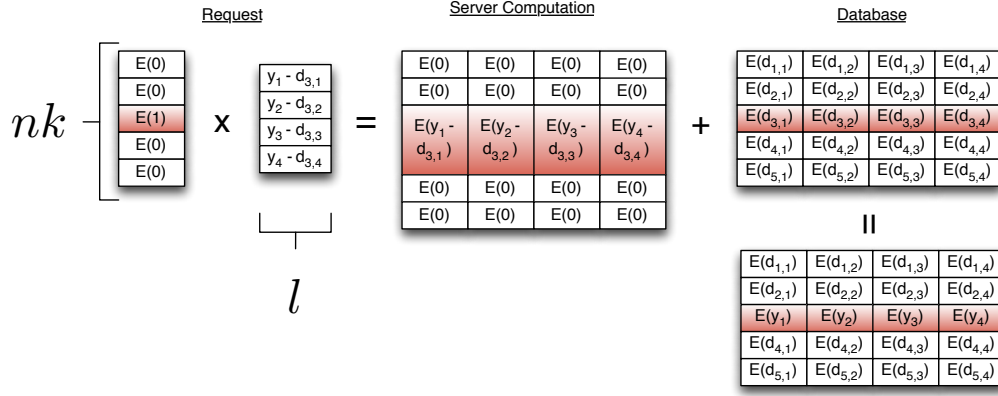 Request
Server Computation
Database
nk
E(0)
E(0)
E(1)
E(0)
E(0)
x
y1 - d3,1
y2 - d3,2
y3 - d3,3
y4 - d3,4
l
=
E(0) E(0) E(0) E(0)
E(0) E(0) E(0) E(0)
E(y1 - E(y2 - E(y3 - E(y4 -
d3,1) d3,2) d3,3) d3,4)
E(0) E(0) E(0) E(0)
E(0) E(0) E(0) E(0)
+
E(d1,1) E(d1,2) E(d1,3) E(d1,4)
E(d2,1) E(d2,2) E(d2,3) E(d2,4)
E(d3,1) E(d3,2) E(d3,3) E(d3,4)
E(d4,1) E(d4,2) E(d4,3) E(d4,4)
E(d5,1) E(d5,2) E(d5,3) E(d5,4)
=
E(d1,1) E(d1,2) E(d1,3) E(d1,4)
E(d2,1) E(d2,2) E(d2,3) E(d2,4)
E(y1) E(y2) E(y3) E(y4)
E(d4,1) E(d4,2) E(d4,3) E(d4,4)
E(d5,1) E(d5,2) E(d5,3) E(d5,4)